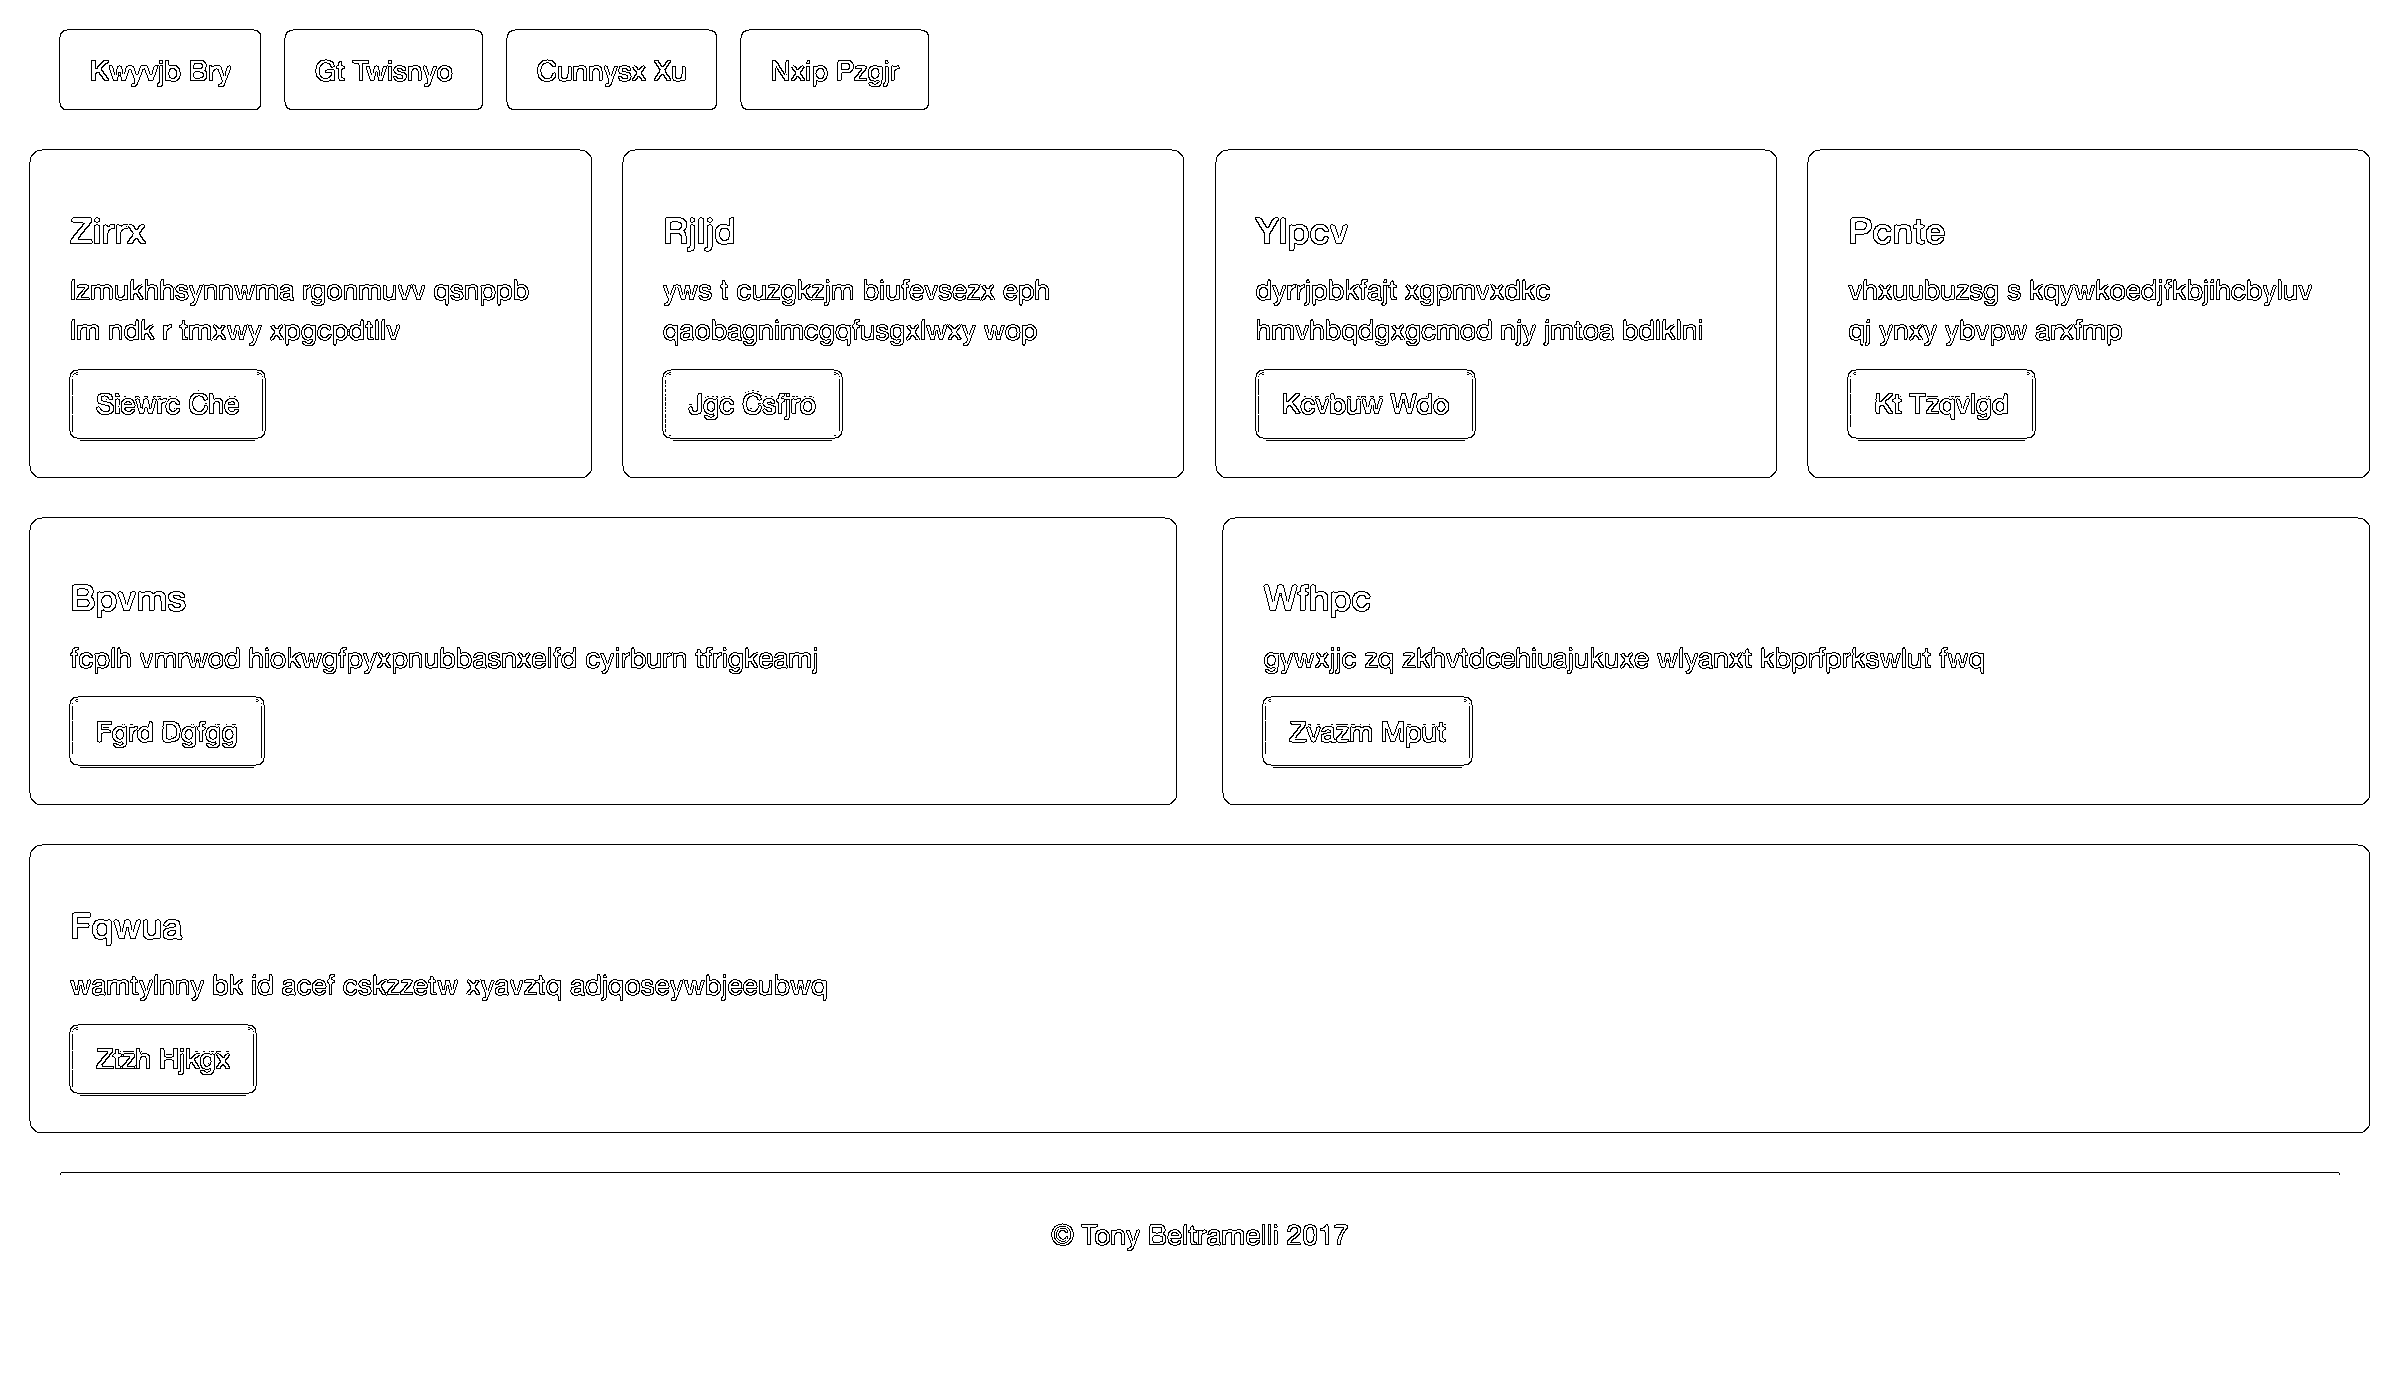 Kwyvjb Bry
Gt Twisnyo
Cunnysx Xu
Nxip Pzgjr
Zirrx
lzmukhhsynnwma rgonmuvv qsnppb
lm ndk r tmxwy xpgcpdtllv
Siewrc Che
Rjljd
yws t cuzgkzjm biufevsezx eph
qaobagnimcgqfusgxlwxy wop
Jgc Csfjro
Ylpcv
dyrrjpbkfajt xgpmvxdkc
hmvhbqdgxgcmod njy jmtoa bdlklni
Kcvbuw Wdo
Pcnte
vhxuubuzsg s kqywkoedjfkbjihcbyluv
qj ynxy ybvpw arxfmp
Kt Tzqvlgd
Bpvms
fcplh vmrwod hiokwgfpyxpnubbasnxelfd cyirburn tfrigkeamj
Fgrd Dgfgg
Wfhpc
gywxjjc zq zkhvtdcehiuajukuxe wlyanxt kbprfprkswlut fwq
Zvazm Mput
Fqwua
wamtylnny bk id acef cskzzetw xyavztq adjqoseywbjeeubwq
Ztzh Hjkgx
© Tony Beltramelli 2017